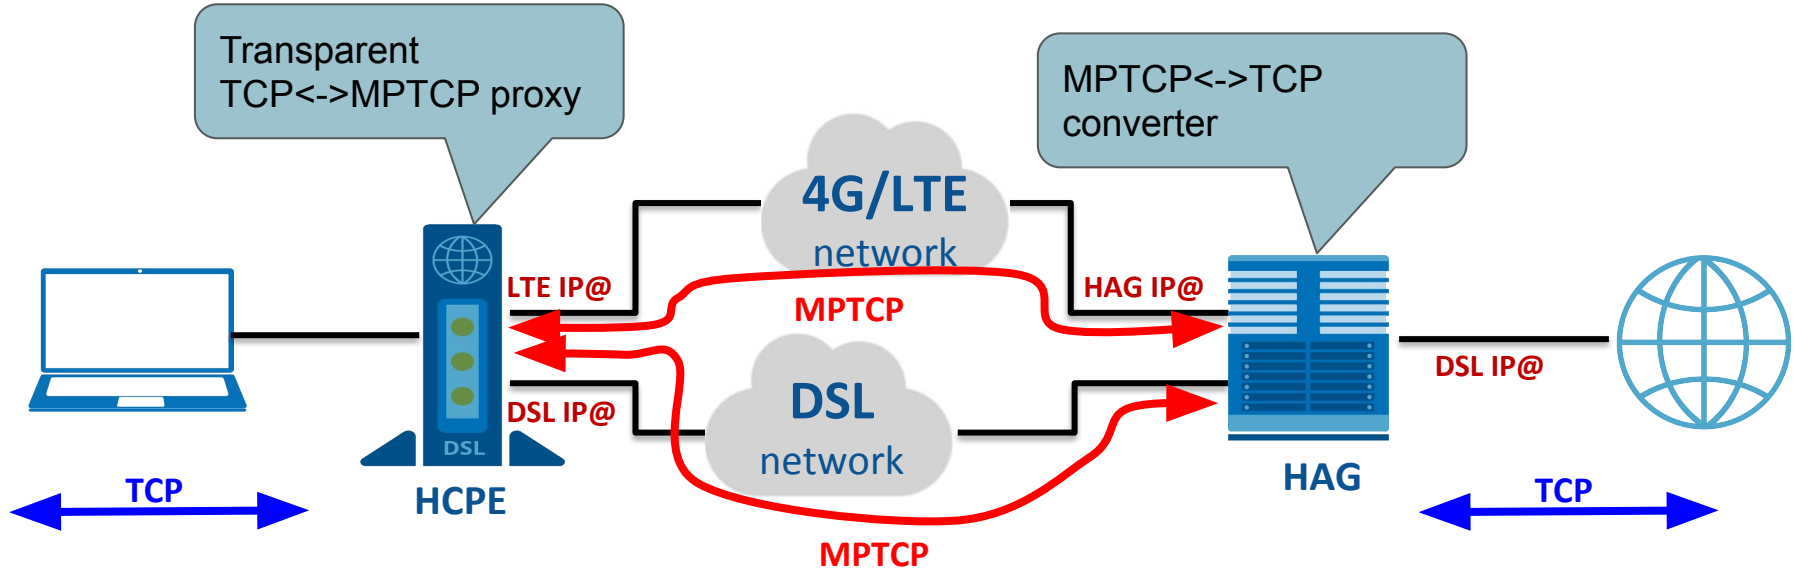 Transparent
TCP<->MPTCP proxy
MPTCP<->TCP
converter
4G/LTE
network
LTE IP@
HAG IP@
MPTCP
DSL IP@
DSL IP@
DSL
network
DSL
HCPE
HAG
TCP
TCP
MPTCP